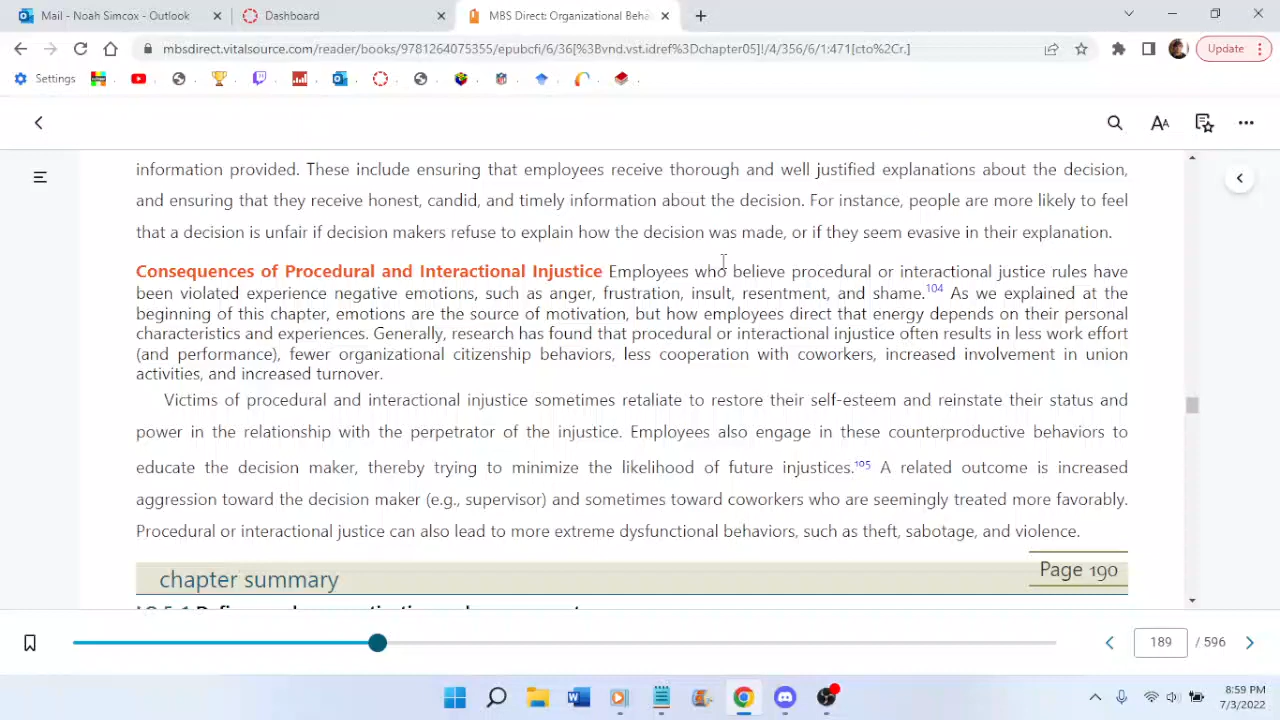 Mail - Noah Simcox - Outlook
Dashboard
MBS Direct: Organizational Beha
mbsdirect.vitalsource.com/reader/books/9781264075355/epubcfi/6/36[%3Bvnd.vst.idref%3Dchapter05]!/4/356/6/1:471[cto%2Cr.]
Update
Settings
AA
information provided. These include ensuring that employees receive thorough and well justified explanations about the decision,
and ensuring that they receive honest, candid, and timely information about the decision. For instance, people are more likely to feel
that a decision is unfair if decision makers refuse to explain how the decision was made, or if they seem evasive in their explanation.
Consequences of Procedural and Interactional Injustice Employees who believe procedural or interactional justice rules have
been violated experience negative emotions, such as anger, frustration, insult, resentment, and shame.104 As we explained at the
beginning of this chapter, emotions are the source of motivation, but how employees direct that energy depends on their personal
characteristics and experiences. Generally, research has found that procedural or interactional injustice often results in less work effort
(and performance), fewer organizational citizenship behaviors, less cooperation with coworkers, increased involvement in union
activities, and increased turnover.
Victims of procedural and interactional injustice sometimes retaliate to restore their self-esteem and reinstate their status and
power in the relationship with the perpetrator of the injustice. Employees also engage in these counterproductive behaviors to
educate the decision maker, thereby trying to minimize the likelihood of future injustices.105 A related outcome is increased
aggression toward the decision maker (e.g., supervisor) and sometimes toward coworkers who are seemingly treated more favorably.
Procedural or interactional justice can also lead to more extreme dysfunctional behaviors, such as theft, sabotage, and violence.
Page 190
chapter summary
189 / 596
8:59 PM
7/3/2022